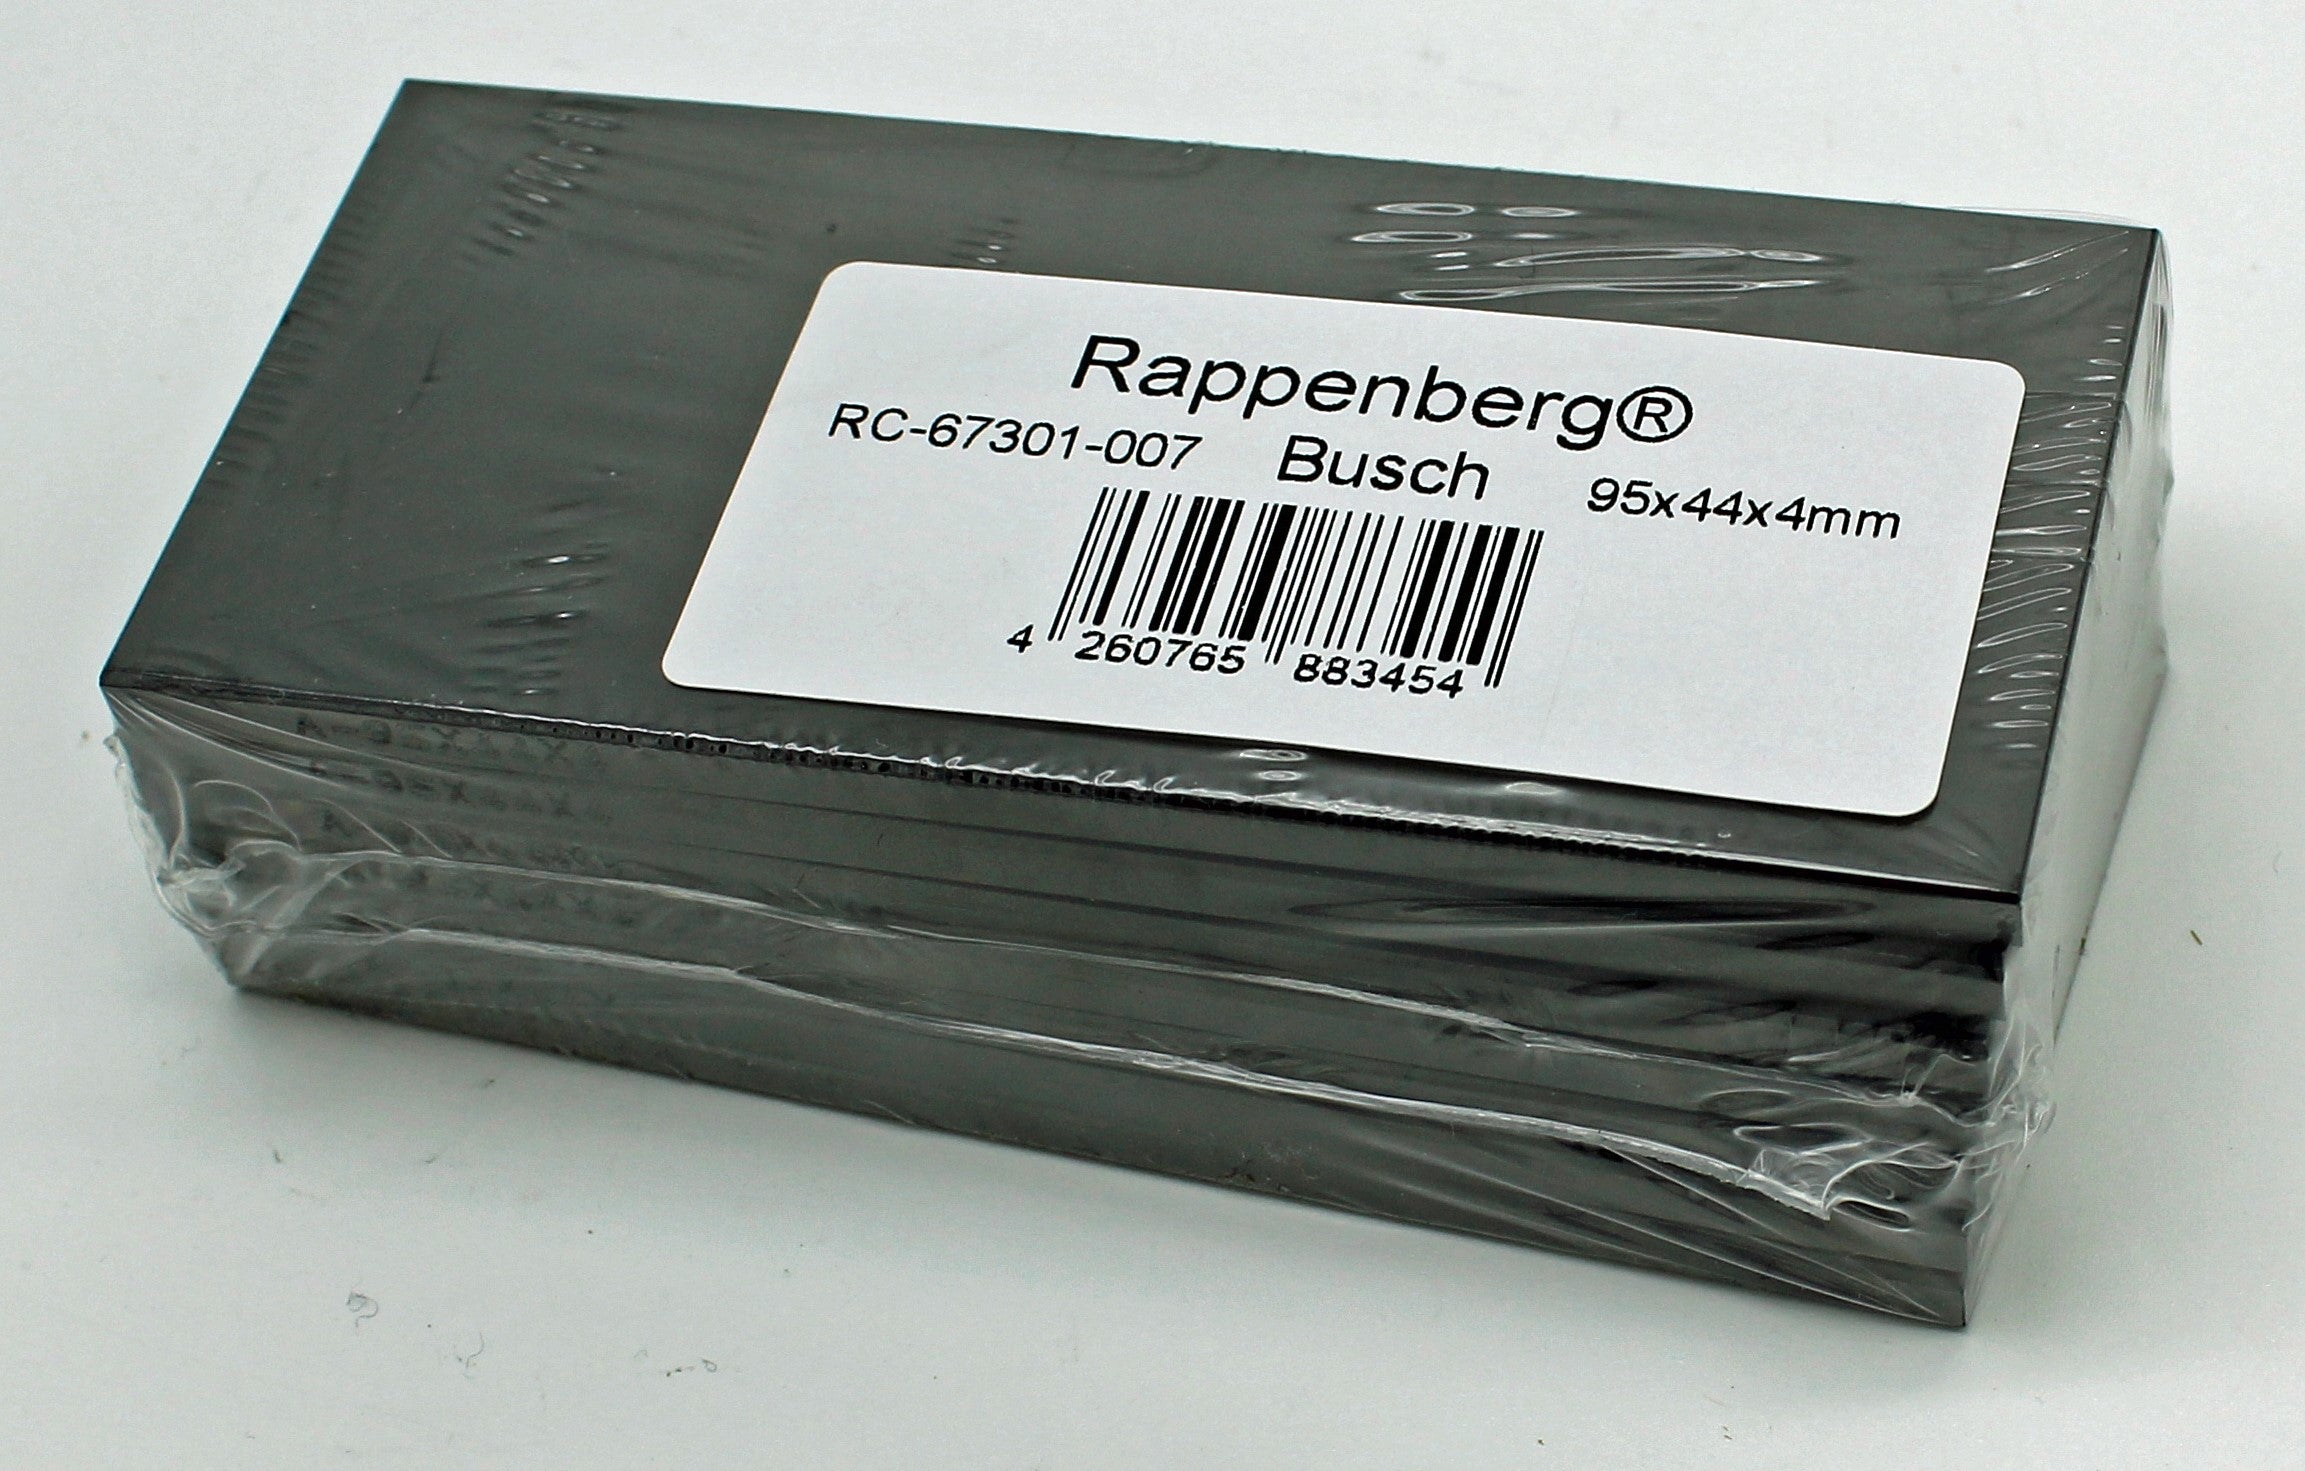 Rappenberg®
RC-67301-007 Busch 95x44x4mm
4 260765 883454